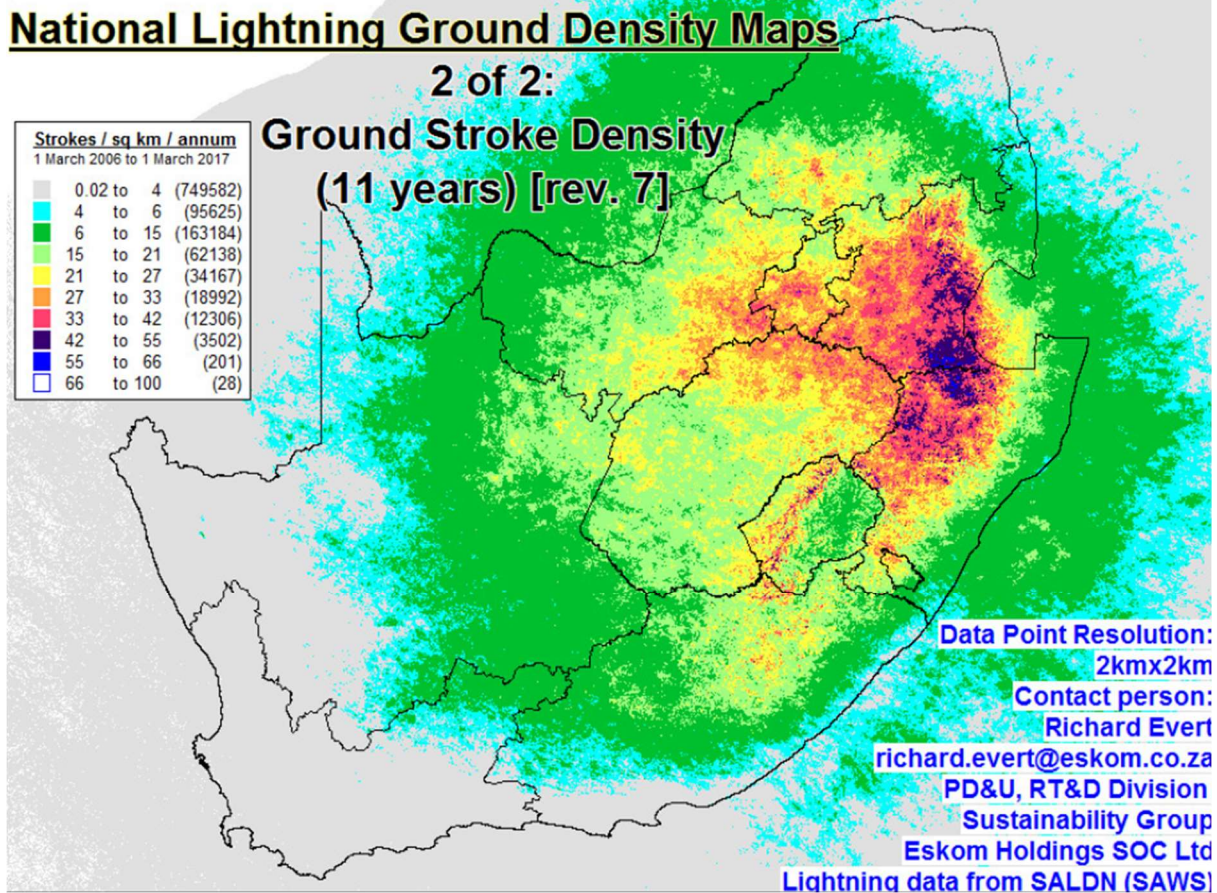 National Lightning Ground Density Maps
2 of 2:
Ground Stroke Density
(11 years) [rev. 7]
Strokes / sq km / annum
1 March 2006 to 1 March 2017
0.02 to 4 (749582)
4 to 6 (95625)
6 to 15 (163184)
15 to 21 (62138)
21 to 27 (34167)
27 to 33 (18992)
33 to 42 (12306)
42 to 55 (3502)
55 to 66 (201)
66 to 100 (28)
Data Point Resolution:
2kmx2km
Contact person:
Richard Evert
richard.evert@eskom.co.za
PD&U, RT&D Division
Sustainability Group
Eskom Holdings SOC Ltd
Lightning data from SALDN (SAWS)